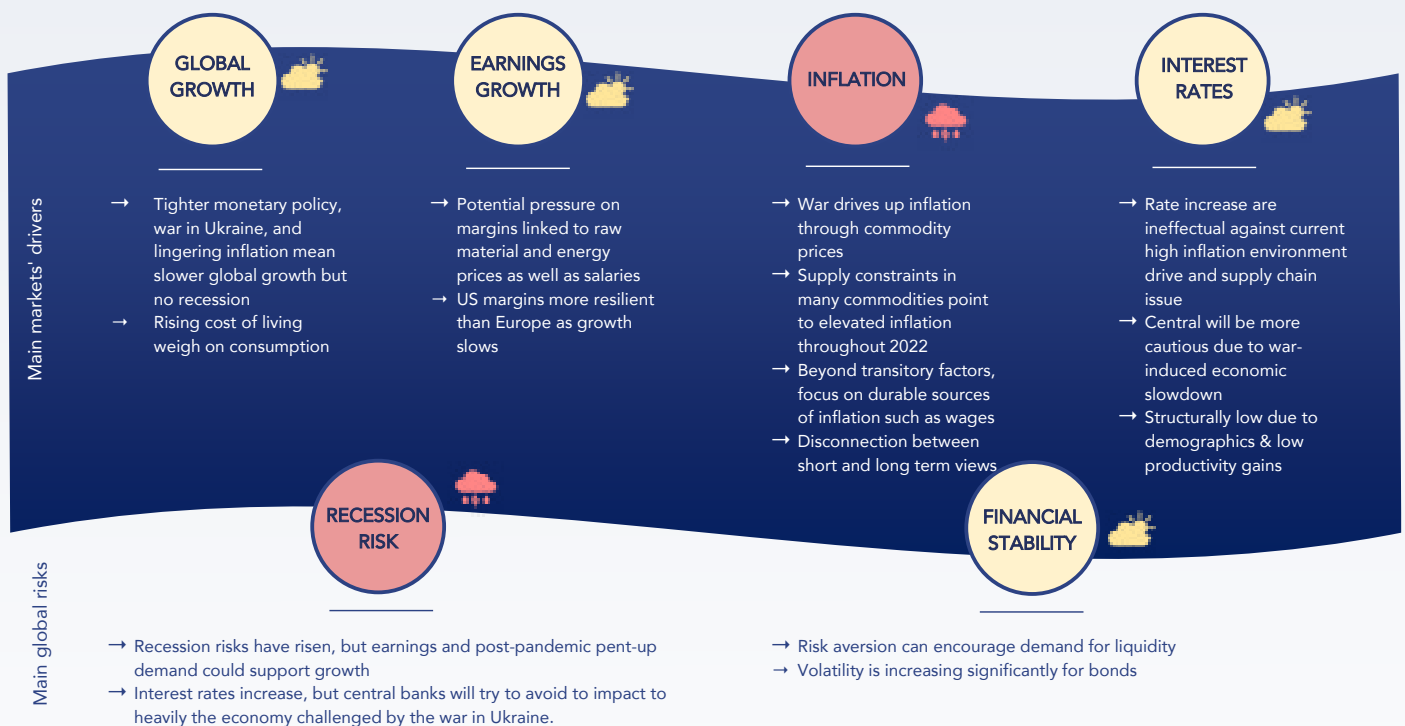 GLOBAL
GROWTH
EARNINGS
GROWTH
INFLATION
INTEREST
RATES
Main markets' drivers
→ Tighter monetary policy,
war in Ukraine, and
lingering inflation mean
slower global growth but
no recession
→ Rising cost of living
weigh on consumption
→ Potential pressure on
margins linked to raw
material and energy
prices as well as salaries
→ US margins more resilient
than Europe as growth
slows
→ War drives up inflation
through commodity
prices
→ Supply constraints in
many commodities point
to elevated inflation
throughout 2022
→ Beyond transitory factors,
focus on durable sources
of inflation such as wages
→ Disconnection between
short and long term views
→ Rate increase are
ineffectual against current
high inflation environment
drive and supply chain
issue
→ Central will be more
cautious due to war-
induced economic
slowdown
→ Structurally low due to
demographics & low
productivity gains
RECESSION
RISK
FINANCIAL
STABILITY
Main global risks
→ Recession risks have risen, but earnings and post-pandemic pent-up
demand could support growth
→ Interest rates increase, but central banks will try to avoid to impact to
heavily the economy challenged by the war in Ukraine.
→ Risk aversion can encourage demand for liquidity
→ Volatility is increasing significantly for bonds